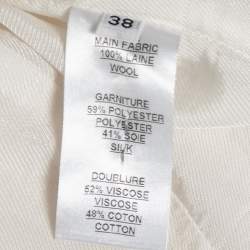 38
MAIN FABRIC
100% LAINE
WOOL
GARNITURE
59% POLYESTER
POLYESTER
41% SOIE
SILK
DOUBLURE
52% VISCOSE
VISCOSE
48% COTON
COTTON